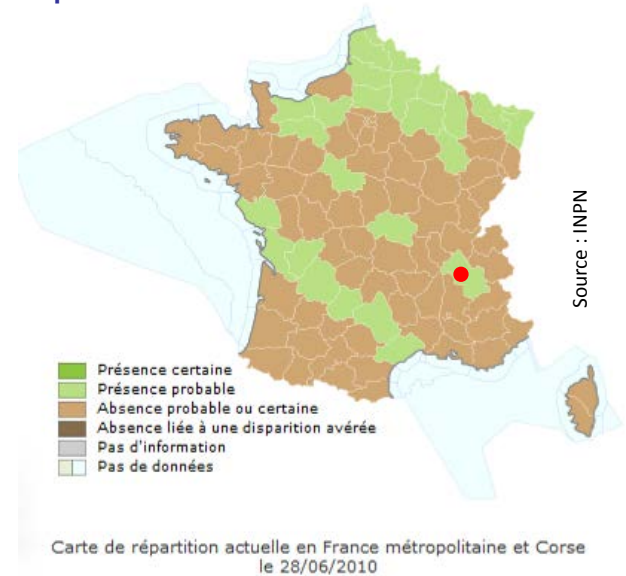 Source : INPN
Présence certaine
Présence probable
Absence probable ou certaine
Absence liée à une disparition avérée
Pas d'information
Pas de données
Carte de répartition actuelle en France métropolitaine et Corse
le 28/06/2010